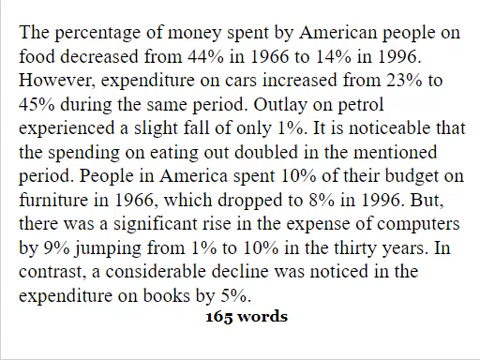 The percentage of money spent by American people on
food decreased from 44% in 1966 to 14% in 1996.
However, expenditure on cars increased from 23% to
45% during the same period. Outlay on petrol
experienced a slight fall of only 1%. It is noticeable that
the spending on eating out doubled in the mentioned
period. People in America spent 10% of their budget on
furniture in 1966, which dropped to 8% in 1996. But,
there was a significant rise in the expense of computers
by 9% jumping from 1% to 10% in the thirty years. In
contrast, a considerable decline was noticed in the
expenditure on books by 5%.
165 words